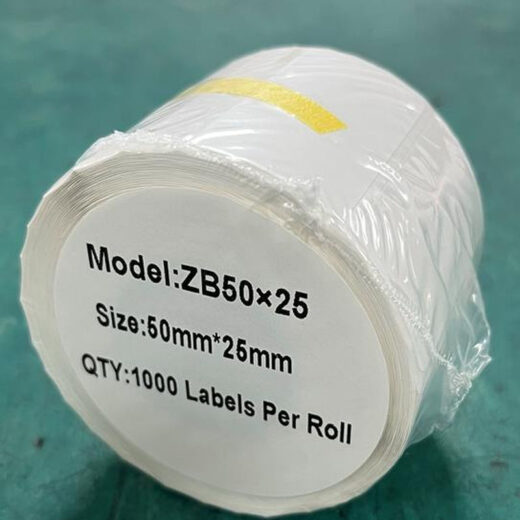 Model:ZB50×25
Size:50mm*25mm
QTY:1000 Labels Per Roll